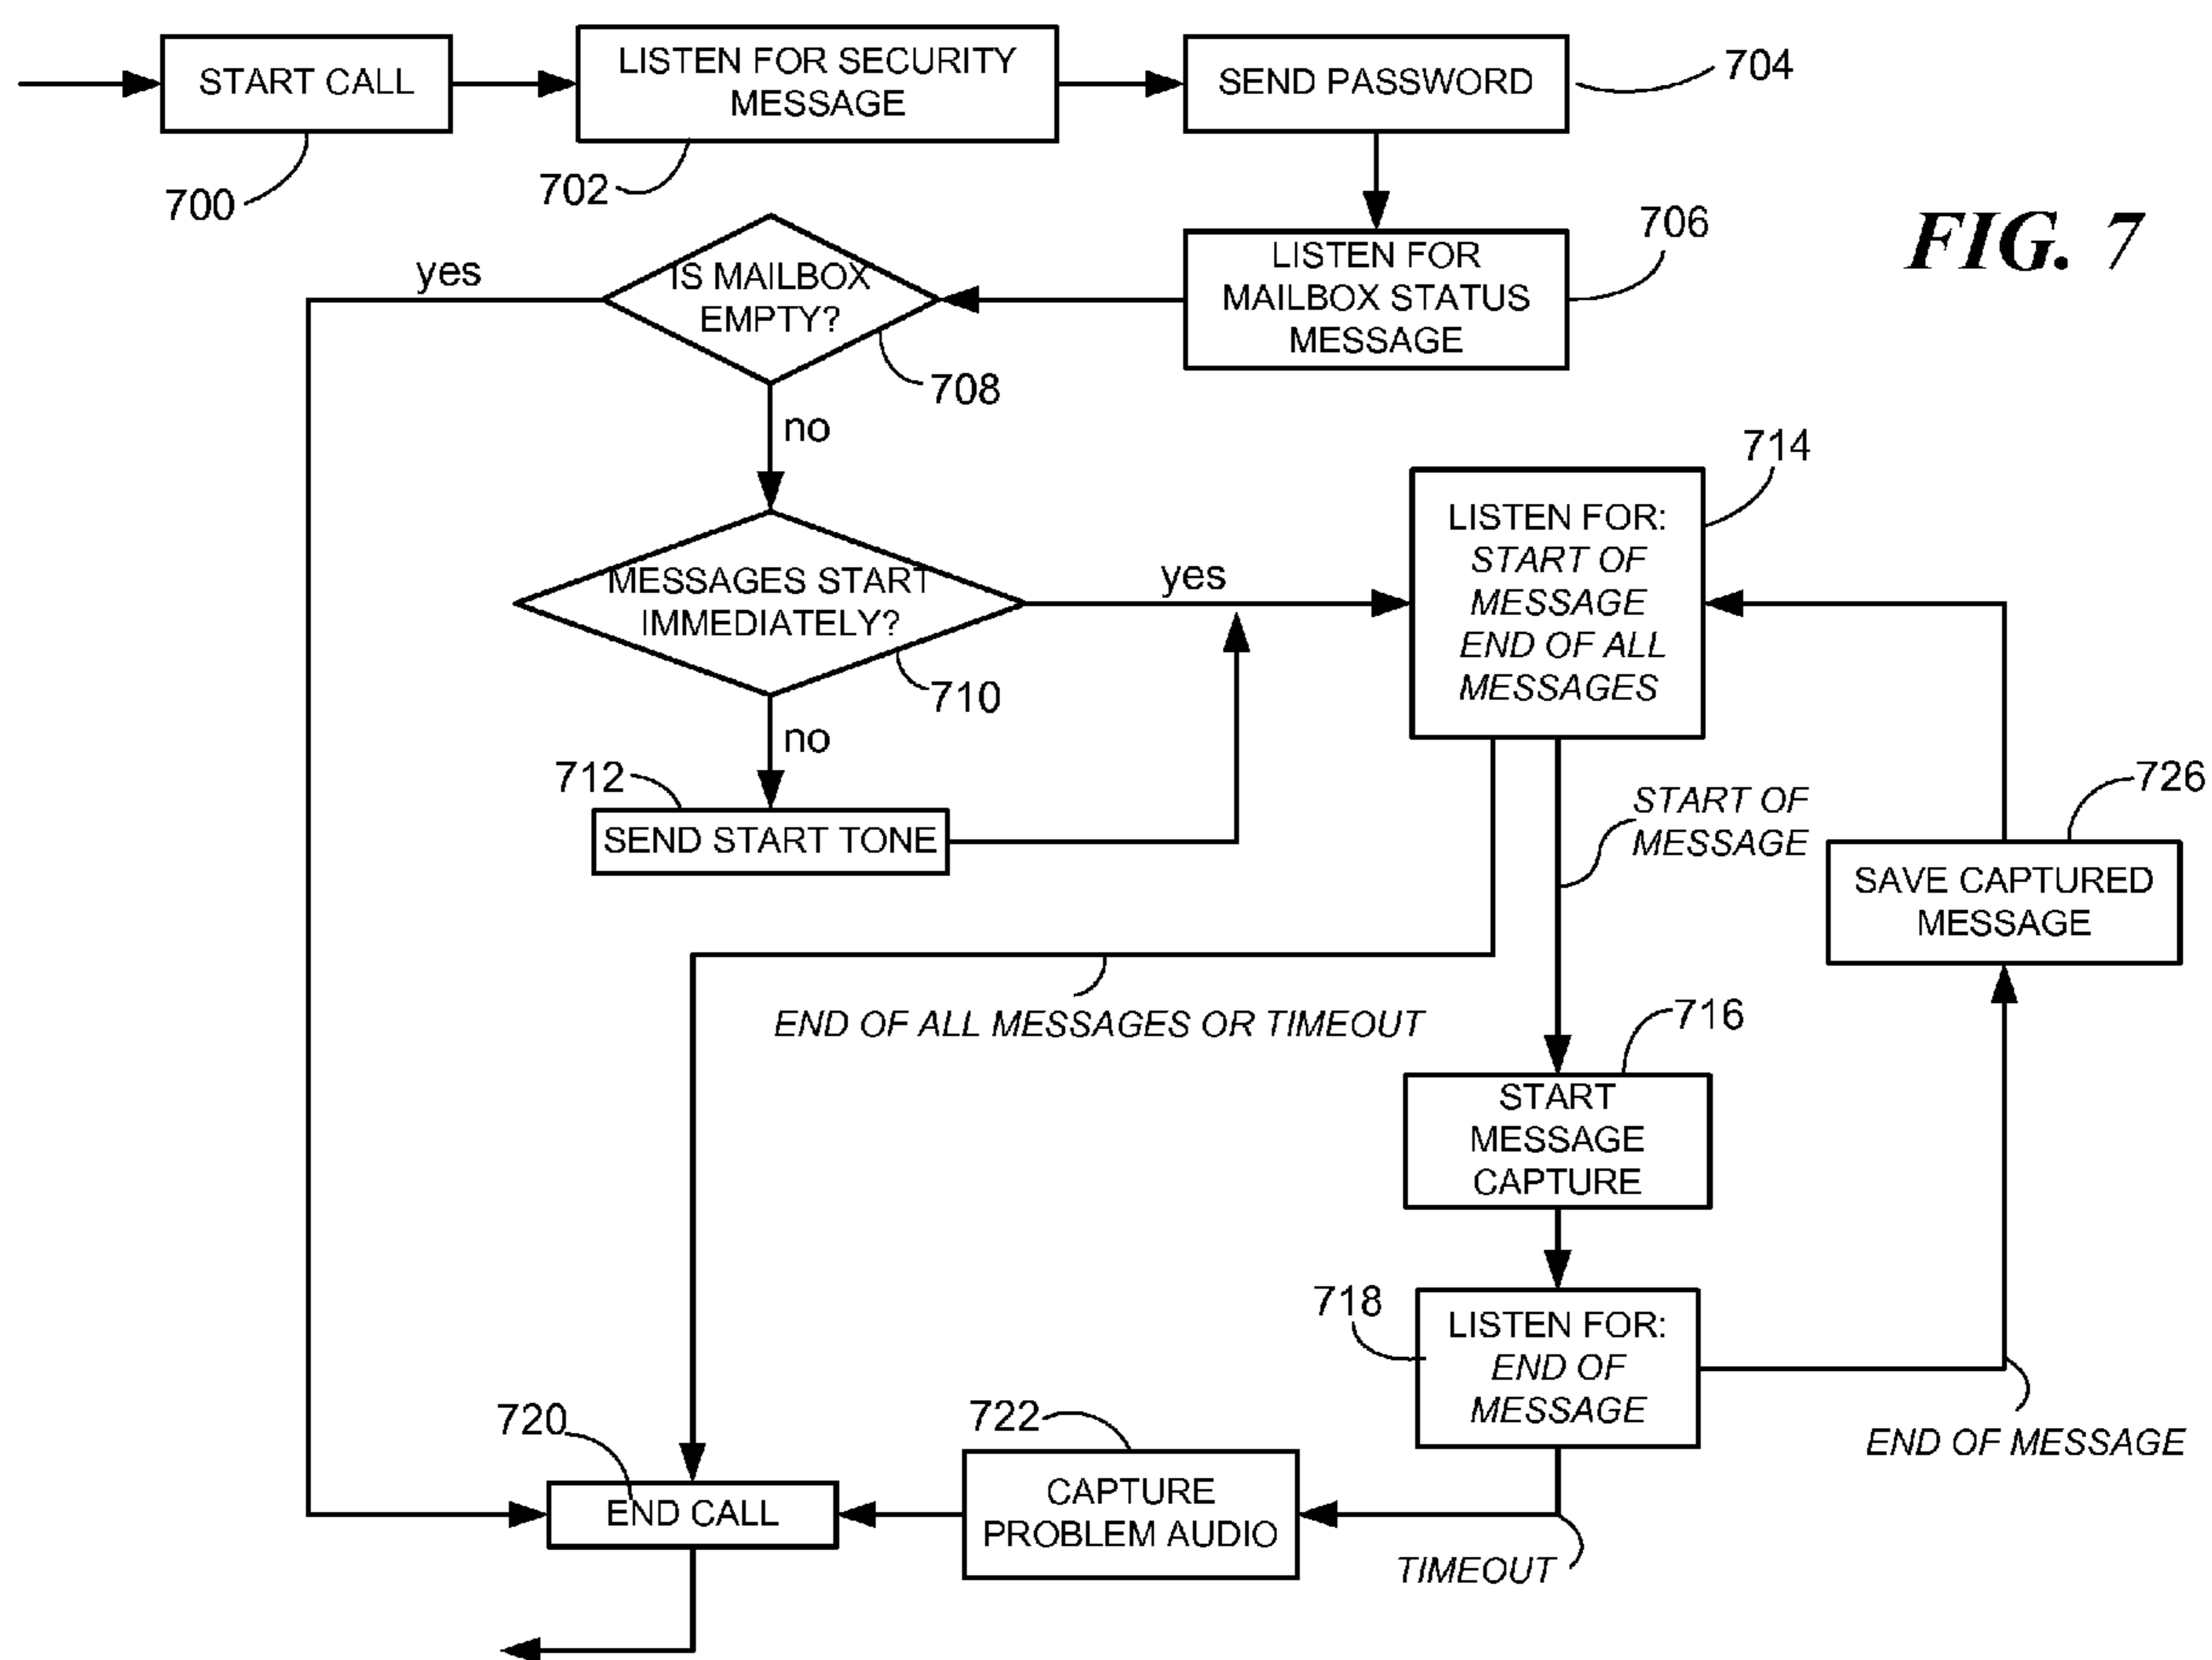 START CALL
700
LISTEN FOR SECURITY
MESSAGE
702
SEND PASSWORD
704
LISTEN FOR
MAILBOX STATUS
MESSAGE
706
FIG. 7
IS MAILBOX
EMPTY?
708
yes
no
MESSAGES START
IMMEDIATELY?
710
yes
no
712
SEND START TONE
714
LISTEN FOR:
START OF
MESSAGE
END OF ALL
MESSAGES
START OF
MESSAGE
726
SAVE CAPTURED
MESSAGE
END OF ALL MESSAGES OR TIMEOUT
716
START
MESSAGE
CAPTURE
718
LISTEN FOR:
END OF
MESSAGE
END OF MESSAGE
TIMEOUT
722
CAPTURE
PROBLEM AUDIO
720
END CALL